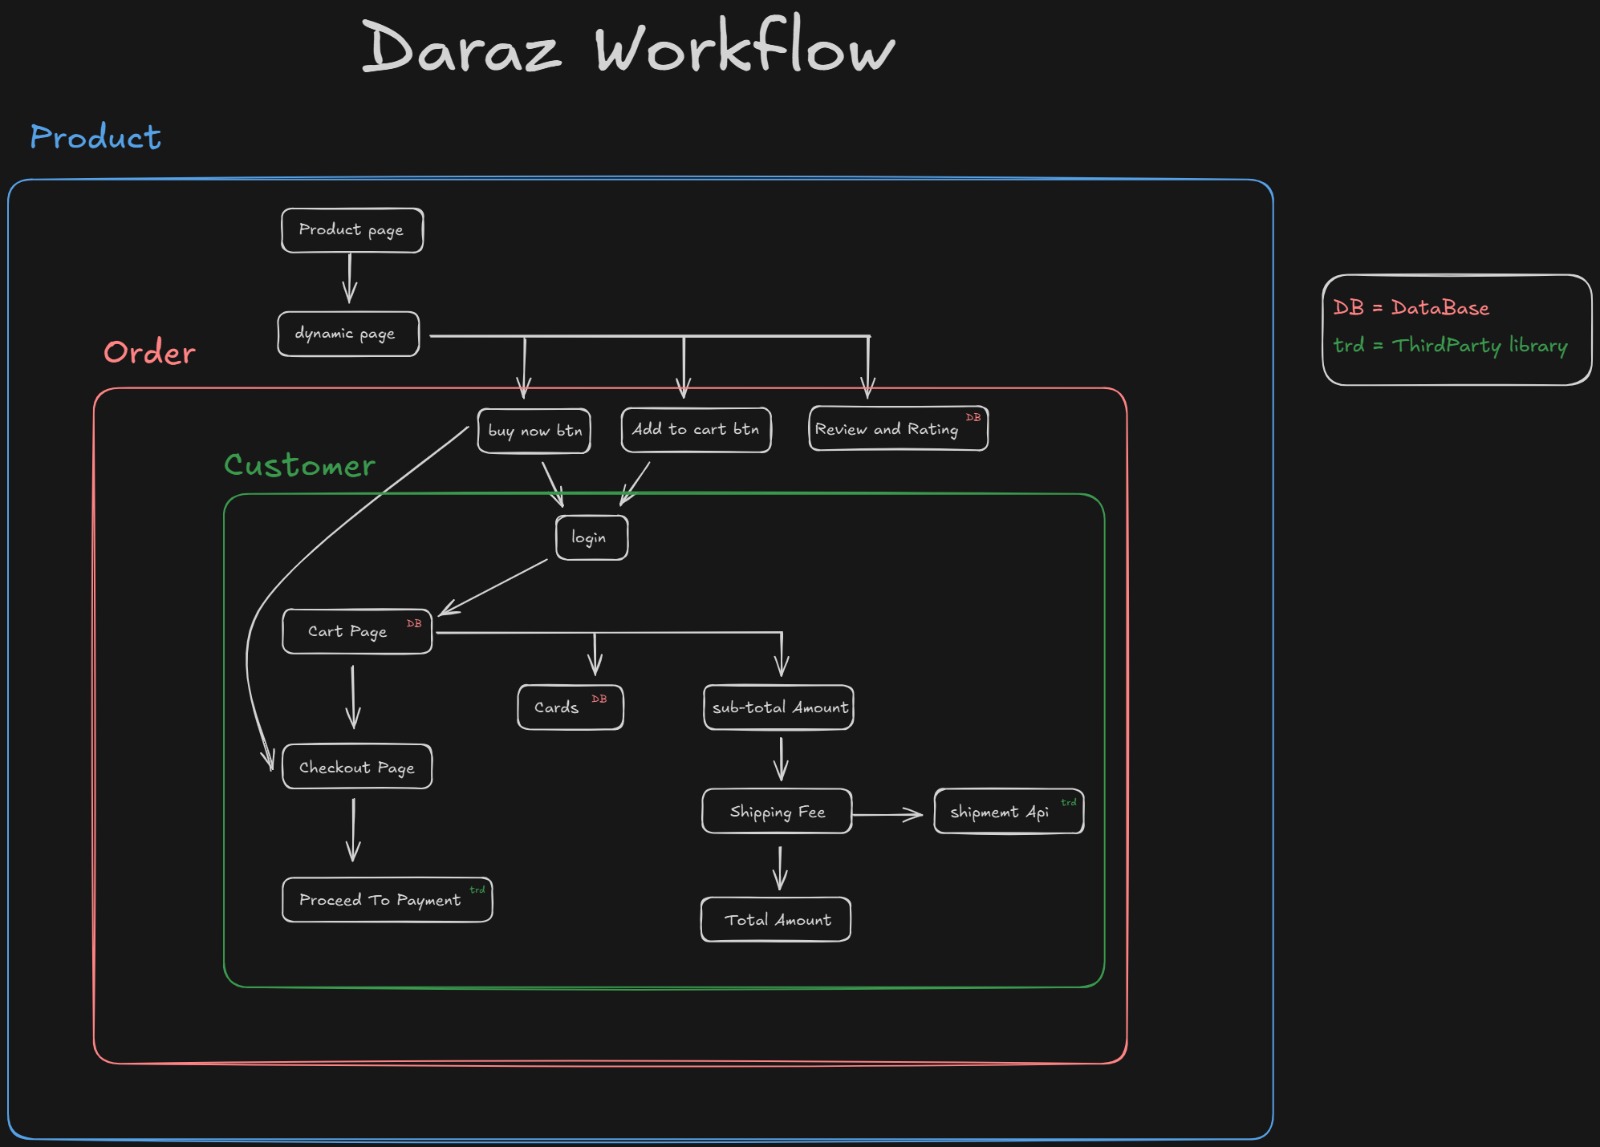 Daraz Workflow
Product
Product page
dynamic page
DB = DataBase
trd = ThirdParty library
Order
buy now btn
Add to cart btn
Review and Rating DB
Customer
login
Cart Page DB
Cards DB
sub-total Amount
Checkout Page
Shipping Fee
shipmemt Api trd
Proceed To Payment trd
Total Amount